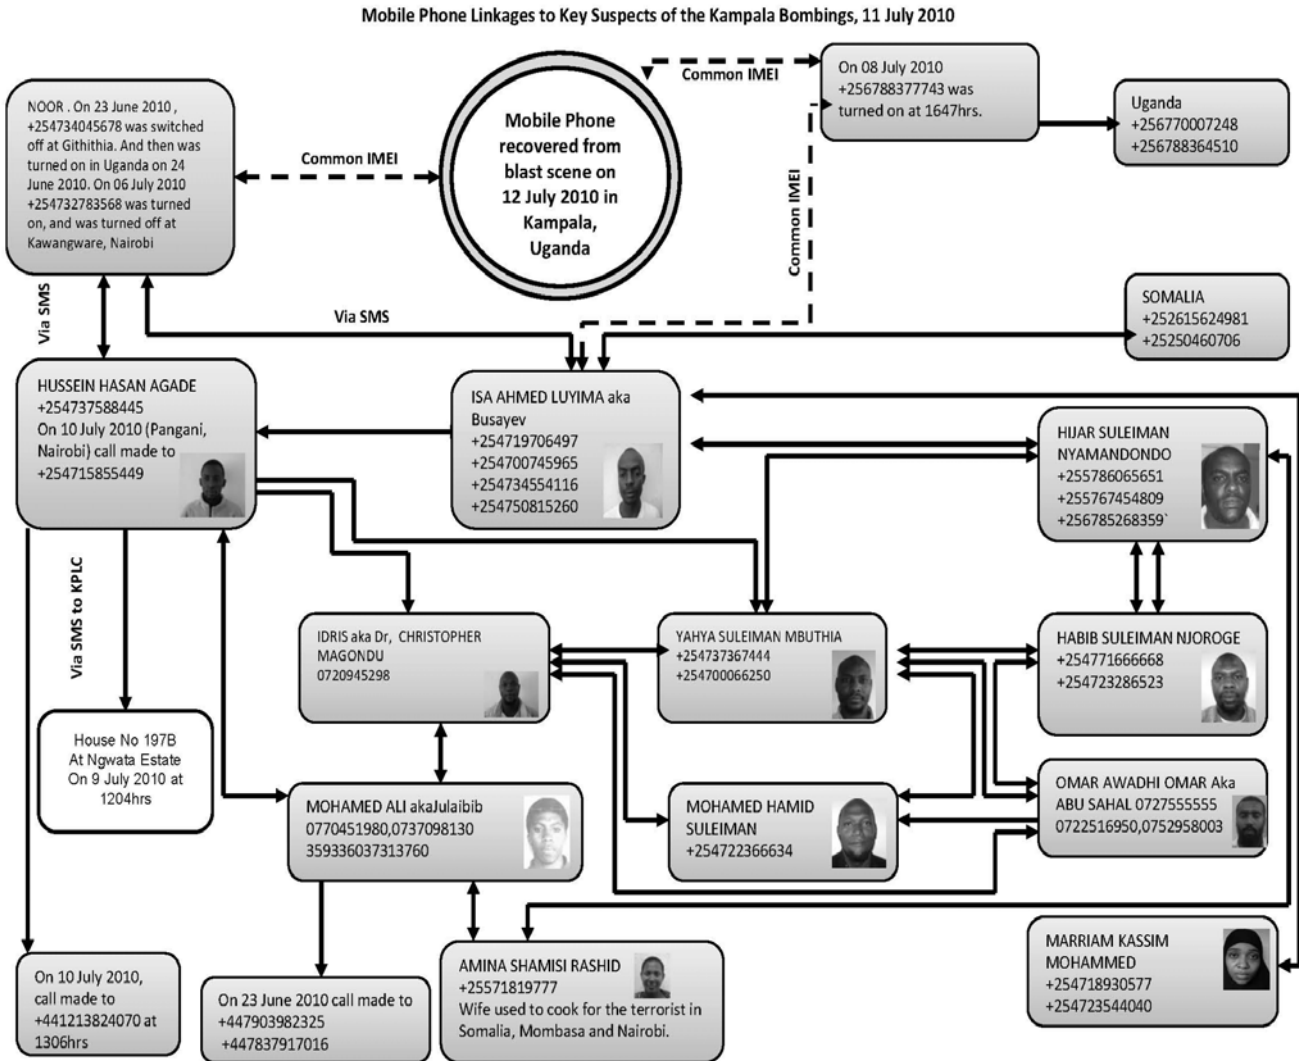 Mobile Phone Linkages to Key Suspects of the Kampala Bombings, 11 July 2010
NOOR . On 23 June 2010 ,
+254734045678 was switched
off at Githithia. And then was
turned on in Uganda on 24
June 2010. On 06 July 2010
+254732783568 was turned
on, and was turned off at
Kawangware, Nairobi
Common IMEI
Mobile Phone
recovered from
blast scene on
12 July 2010 in
Kampala,
Uganda
Common IMEI
Common IMEI
On 08 July 2010
+256788377743 was
turned on at 1647hrs.
Uganda
+256770007248
+256788364510
SOMALIA
+252615624981
+25250460706
Via SMS
Via SMS
HUSSEIN HASAN AGADE
+254737588445
On 10 July 2010 (Pangani,
Nairobi) call made to
+254715855449
ISA AHMED LUYIMA aka
Busayev
+254719706497
+254700745965
+254734554116
+254750815260
HIJAR SULEIMAN
NYAMANDONDO
+255786065651
+255767454809
+256785268359`
Via SMS to KPLC
IDRIS aka Dr, CHRISTOPHER
MAGONDU
0720945298
YAHYA SULEIMAN MBUTHIA
+254737367444
+254700066250
HABIB SULEIMAN NJOROGE
+254771666668
+254723286523
House No 197B
At Ngwata Estate
On 9 July 2010 at
1204hrs
MOHAMED ALI akaJulaibib
0770451980,0737098130
359336037313760
MOHAMED HAMID
SULEIMAN
+254722366634
OMAR AWADHI OMAR Aka
ABU SAHAL 0727555555
0722516950,0752958003
On 10 July 2010,
call made to
+441213824070 at
1306hrs
On 23 June 2010 call made to
+447903982325
+447837917016
AMINA SHAMISI RASHID
+25571819777
Wife used to cook for the terrorist in
Somalia, Mombasa and Nairobi.
MARRIAM KASSIM
MOHAMMED
+254718930577
+254723544040